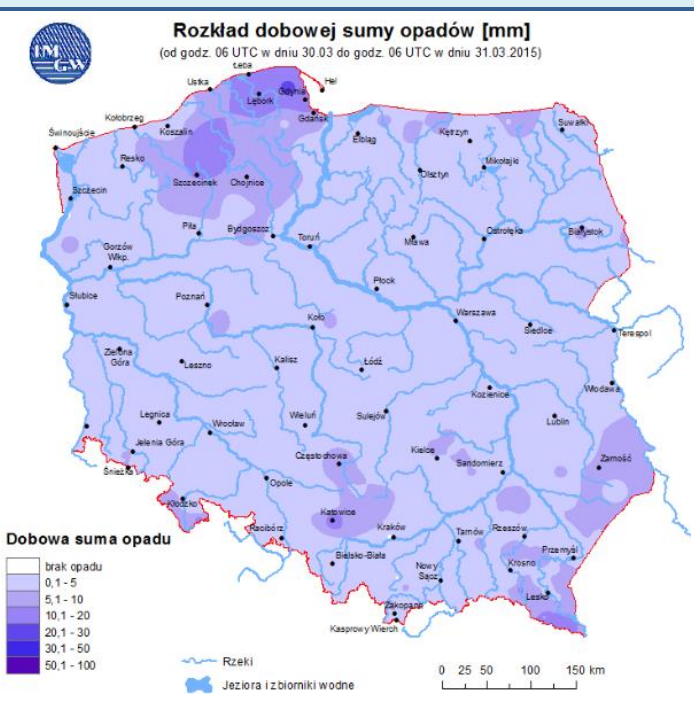 Rozkład dobowej sumy opadów [mm]
(od godz. 06 UTC w dniu 30.03 do godz. 06 UTC w dniu 31.03.2015)
IM
GW
Łeba
Ustka
Hel
Gdynia
Lębork
Gdańsk
Kołobrzeg
Koszalin
Świnoujście
Elbląg
Kętrzyn
Suwałki
Resko
Mikołajki
Olsztyn
Szczecinek
Chojnice
Szczecin
Piła
Bydgoszcz
Toruń
Mława
Ostrołęka
Białystok
Gorzów
Wlkp.
Płock
Słubice
Poznań
Koło
Warszawa
Siedlce
Terespol
Zielona
Góra
Leszno
Kalisz
Łódź
Kozienice
Włodawa
Legnica
Wrocław
Wieluń
Sulejów
Lublin
Jelenia Góra
Śnieżka
Częstochowa
Kielce
Sandomierz
Zamość
Opole
Kłodzko
Katowice
Racibórz
Kraków
Tarnów
Rzeszów
Przemyśl
Bielsko-Biała
Nowy
Sącz
Krosno
Lesko
Zakopane
Kasprowy Wierch
Dobowa suma opadu
brak opadu
0,1 - 5
5,1 - 10
10,1 - 20
20,1 - 30
30,1 - 50
50,1 - 100
Rzeki
Jeziora i zbiorniki wodne
0 25 50 100 150 km